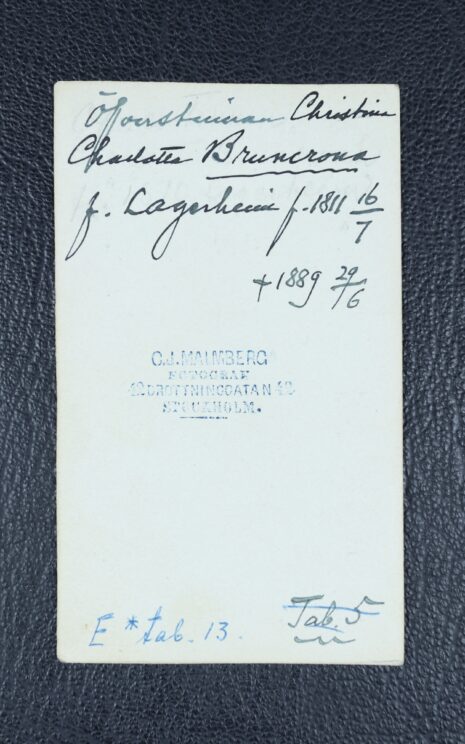 Öfverstinnan Christina
Charlotta Bruncrona
f. Lagerheim f. 1811 16/7
+ 1889 29/6
C.J. MALMBERG
FOTOGRAF
42 DROTTNINGGATAN 42
STOCKHOLM.
E * tab. 13.
Tab. 5